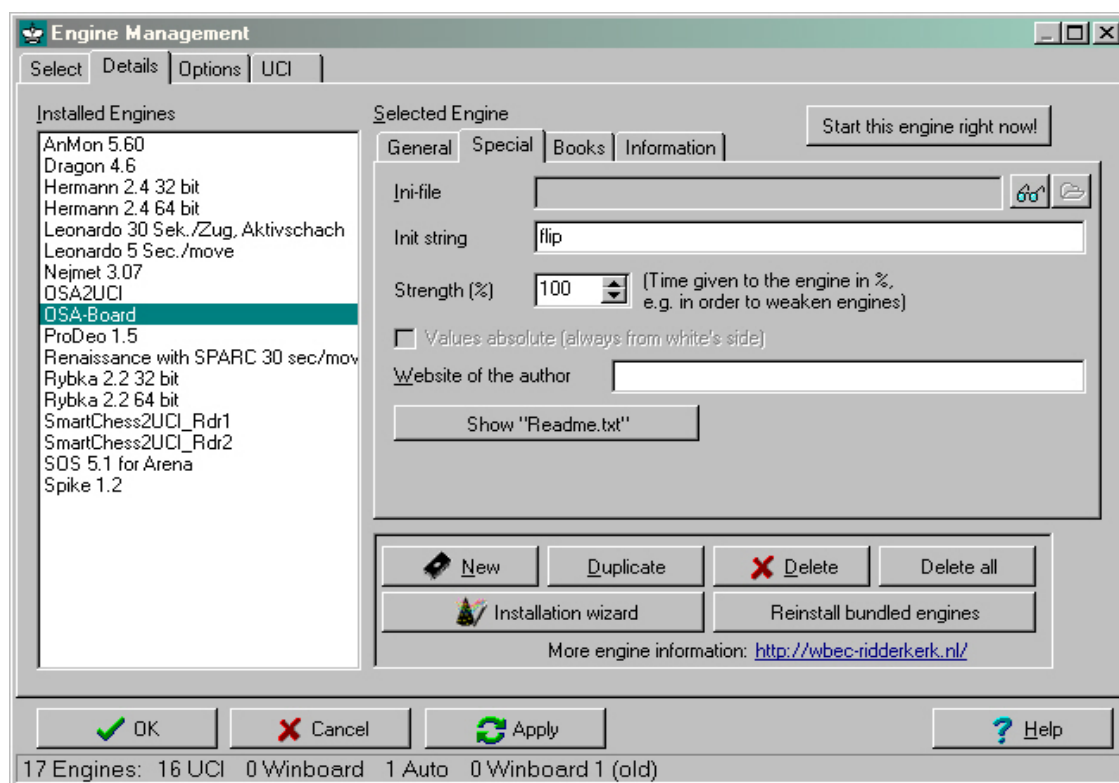 Engine Management
Select Details Options UCI
Installed Engines
AnMon 5.60
Dragon 4.6
Hermann 2.4 32 bit
Hermann 2.4 64 bit
Leonardo 30 Sek./Zug, Aktivschach
Leonardo 5 Sec./move
Nejmet 3.07
OSA2UCI
OSA-Board
ProDeo 1.5
Renaissance with SPARC 30 sec/mov
Rybka 2.2 32 bit
Rybka 2.2 64 bit
SmartChess2UCI_Rdr1
SmartChess2UCI_Rdr2
SOS 5.1 for Arena
Spike 1.2
Selected Engine
Start this engine right now!
General Special Books Information
Ini-file
Init string flip
Strength (%) 100 (Time given to the engine in %,
e.g. in order to weaken engines)
Values absolute (always from white's side)
Website of the author
Show "Readme.txt"
New Duplicate Delete Delete all
Installation wizard Reinstall bundled engines
More engine information: http://wbec-ridderkerk.nl/
OK Cancel Apply Help
17 Engines: 16 UCI 0 Winboard 1 Auto 0 Winboard 1 (old)